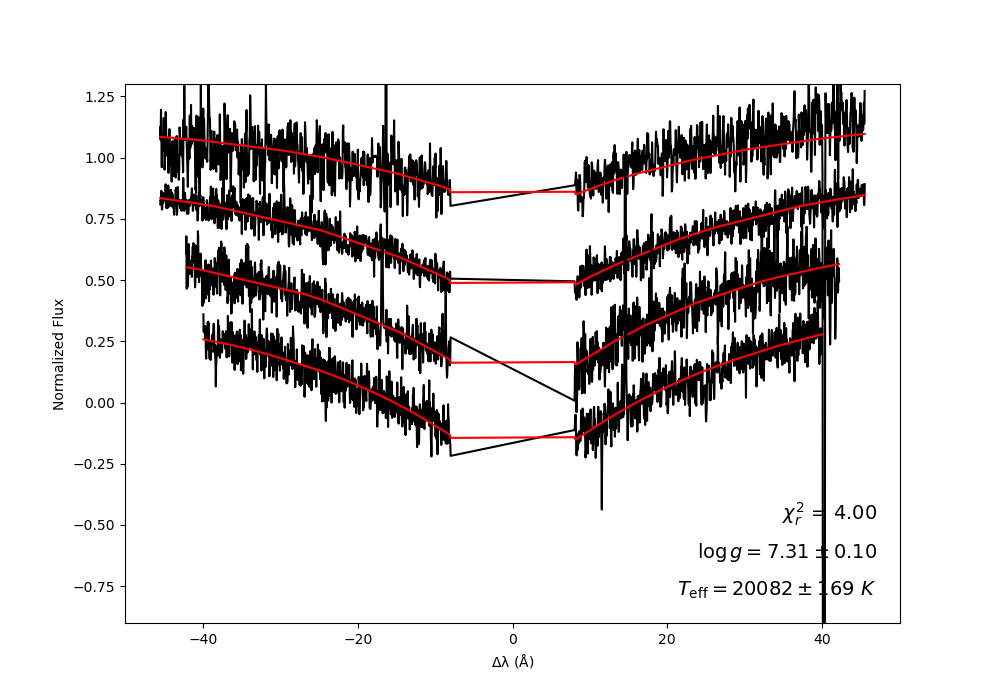 1.25
1.00
0.75
0.50
0.25
0.00
−0.25
−0.50
−0.75
Normalized Flux
χ²ᵣ = 4.00
log g = 7.31 ± 0.10
T_eff = 20082 ± 169 K
−40 −20 0 20 40
Δλ (Å)